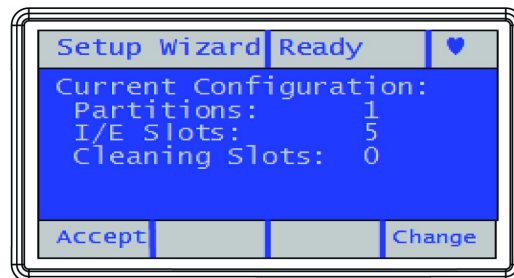 Setup Wizard Ready ♥
Current Configuration:
Partitions: 1
I/E Slots: 5
Cleaning Slots: 0
Accept Change